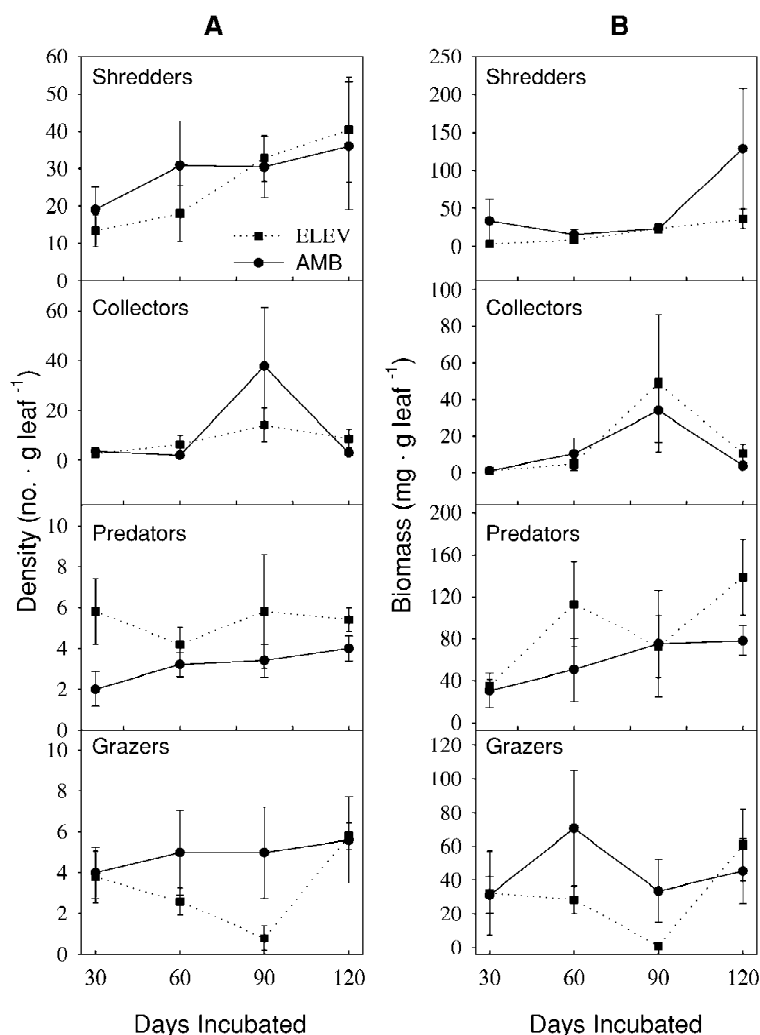 A
B
Density (no. · g leaf ⁻¹)
Shredders
60
50
40
30
20
10
0
ELEV
AMB
Collectors
60
40
20
0
Predators
8
6
4
2
0
Grazers
8
6
4
2
0
30 60 90 120
Days Incubated
Biomass (mg · g leaf ⁻¹)
Shredders
250
200
150
100
50
0
Collectors
100
80
60
40
20
0
Predators
200
160
120
80
40
0
Grazers
120
100
80
60
40
20
0
30 60 90 120
Days Incubated